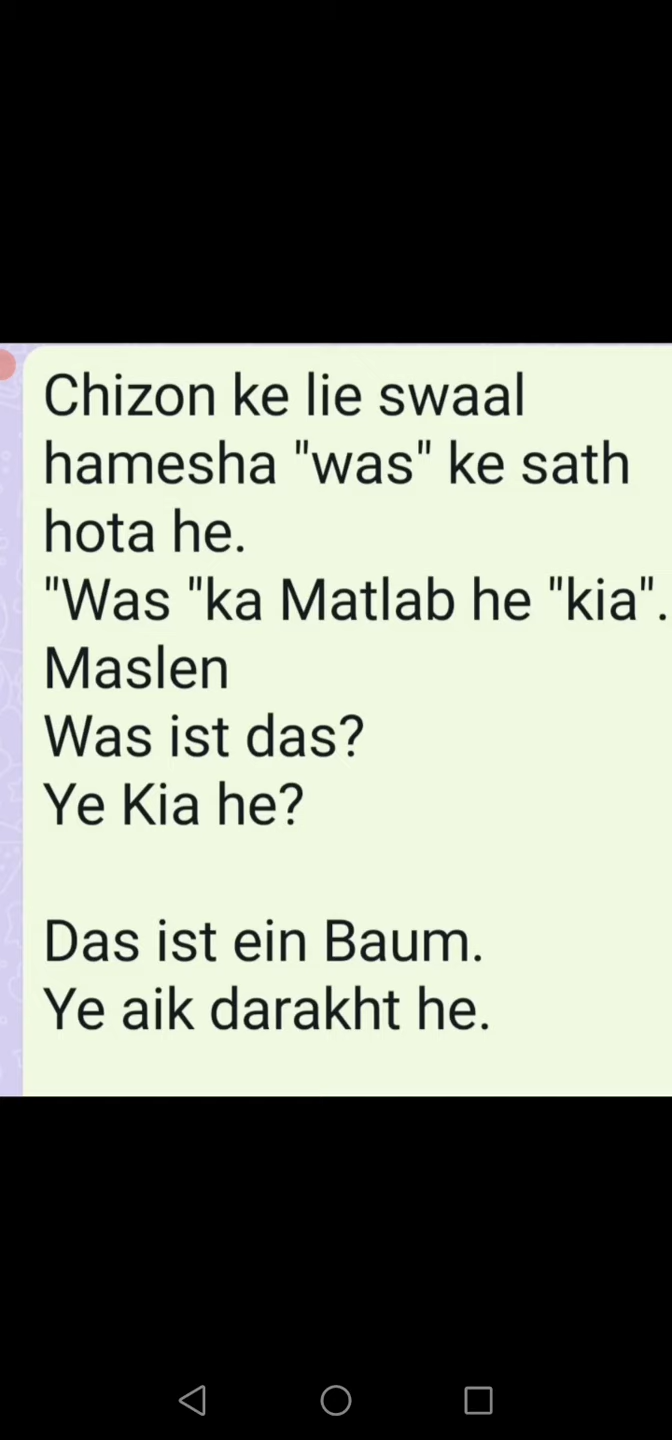 Chizon ke lie swaal
hamesha "was" ke sath
hota he.
"Was "ka Matlab he "kia".
Maslen
Was ist das?
Ye Kia he?
Das ist ein Baum.
Ye aik darakht he.